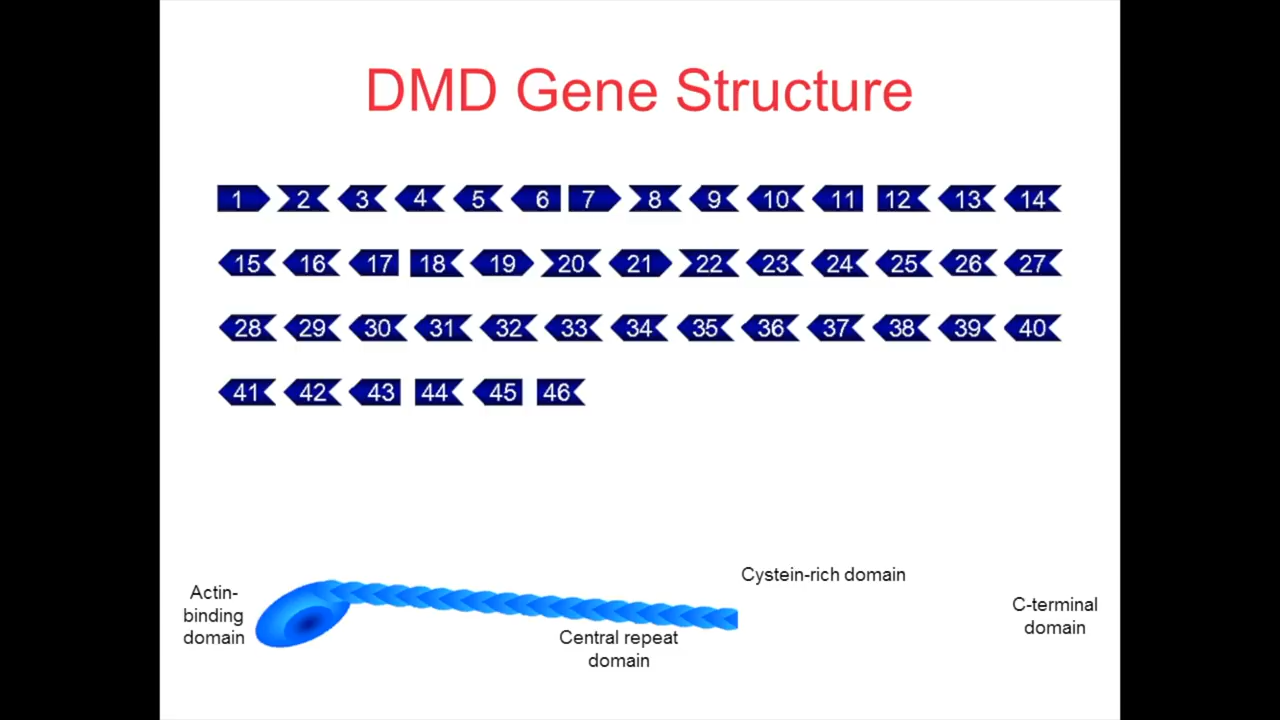 DMD Gene Structure
1 2 3 4 5 6 7 8 9 10 11 12 13 14
15 16 17 18 19 20 21 22 23 24 25 26 27
28 29 30 31 32 33 34 35 36 37 38 39 40
41 42 43 44 45 46
Actin-
binding
domain
Central repeat
domain
Cystein-rich domain
C-terminal
domain